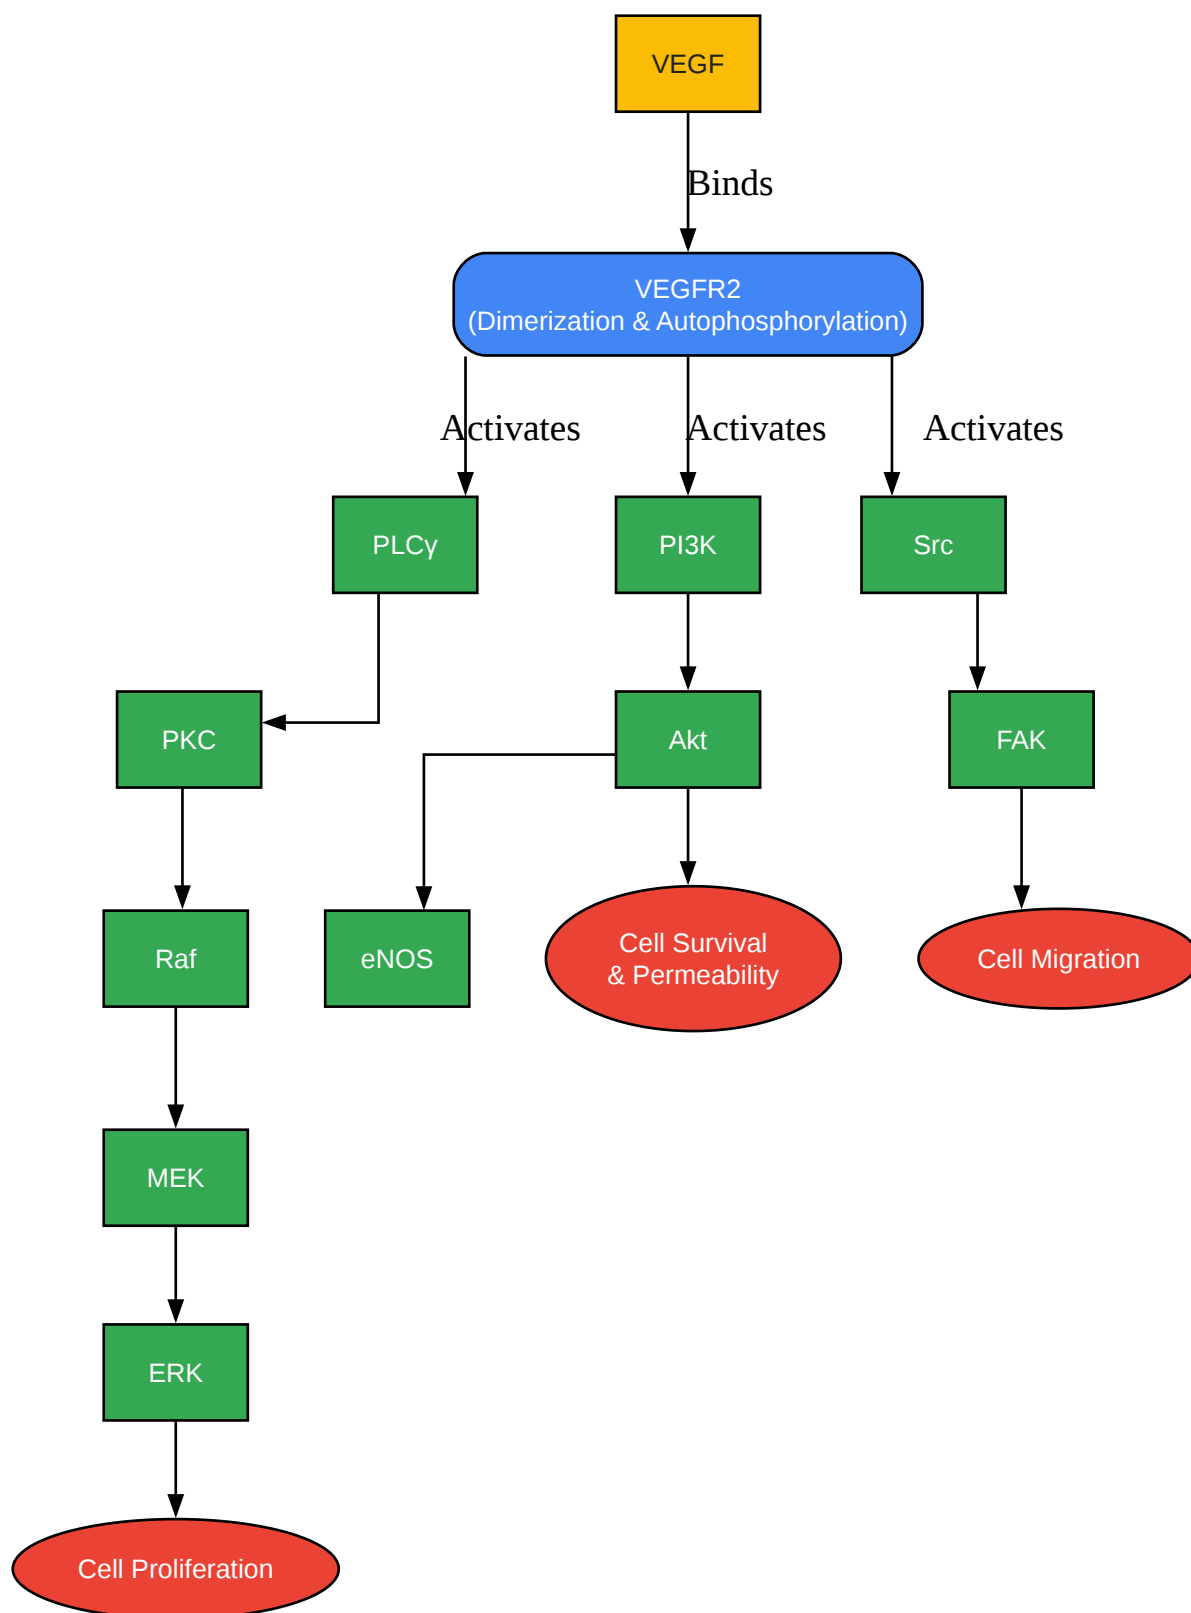 VEGF
Binds
VEGFR2
(Dimerization & Autophosphorylation)
Activates
Activates
Activates
PLCγ
PI3K
Src
PKC
Akt
FAK
Raf
eNOS
Cell Survival
& Permeability
Cell Migration
MEK
ERK
Cell Proliferation